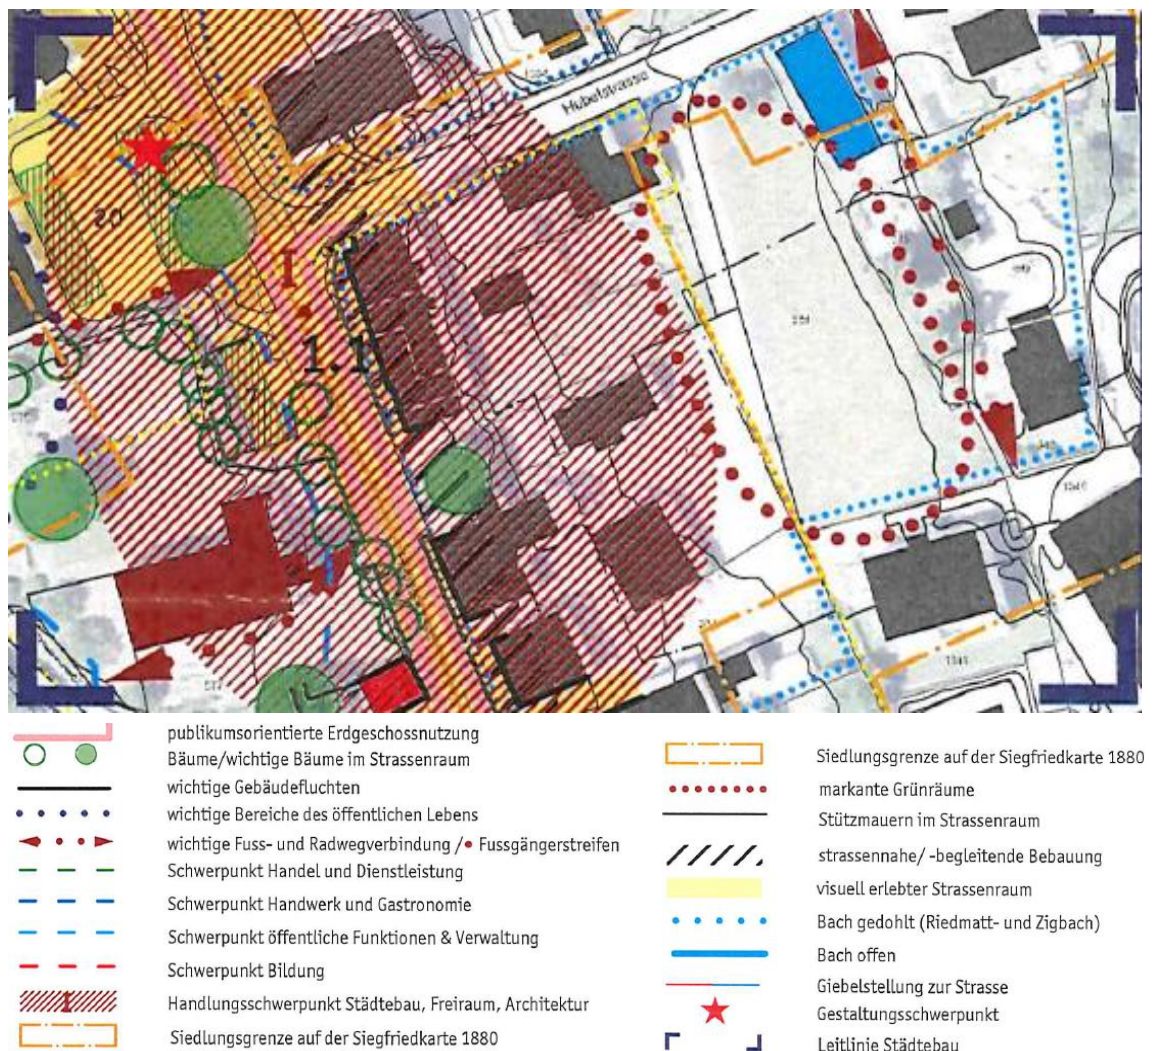 Hubelstrasse
20
I
1.1
publikumsorientierte Erdgeschossnutzung
Bäume/wichtige Bäume im Strassenraum
wichtige Gebäudefluchten
wichtige Bereiche des öffentlichen Lebens
wichtige Fuss- und Radwegverbindung / Fussgängerstreifen
Schwerpunkt Handel und Dienstleistung
Schwerpunkt Handwerk und Gastronomie
Schwerpunkt öffentliche Funktionen & Verwaltung
Schwerpunkt Bildung
I
Handlungsschwerpunkt Städtebau, Freiraum, Architektur
Siedlungsgrenze auf der Siegfriedkarte 1880
Siedlungsgrenze auf der Siegfriedkarte 1880
markante Grünräume
Stützmauern im Strassenraum
strassennahe/ -begleitende Bebauung
visuell erlebter Strassenraum
Bach gedohlt (Riedmatt- und Zigbach)
Bach offen
Giebelstellung zur Strasse
Gestaltungsschwerpunkt
Leitlinie Städtebau